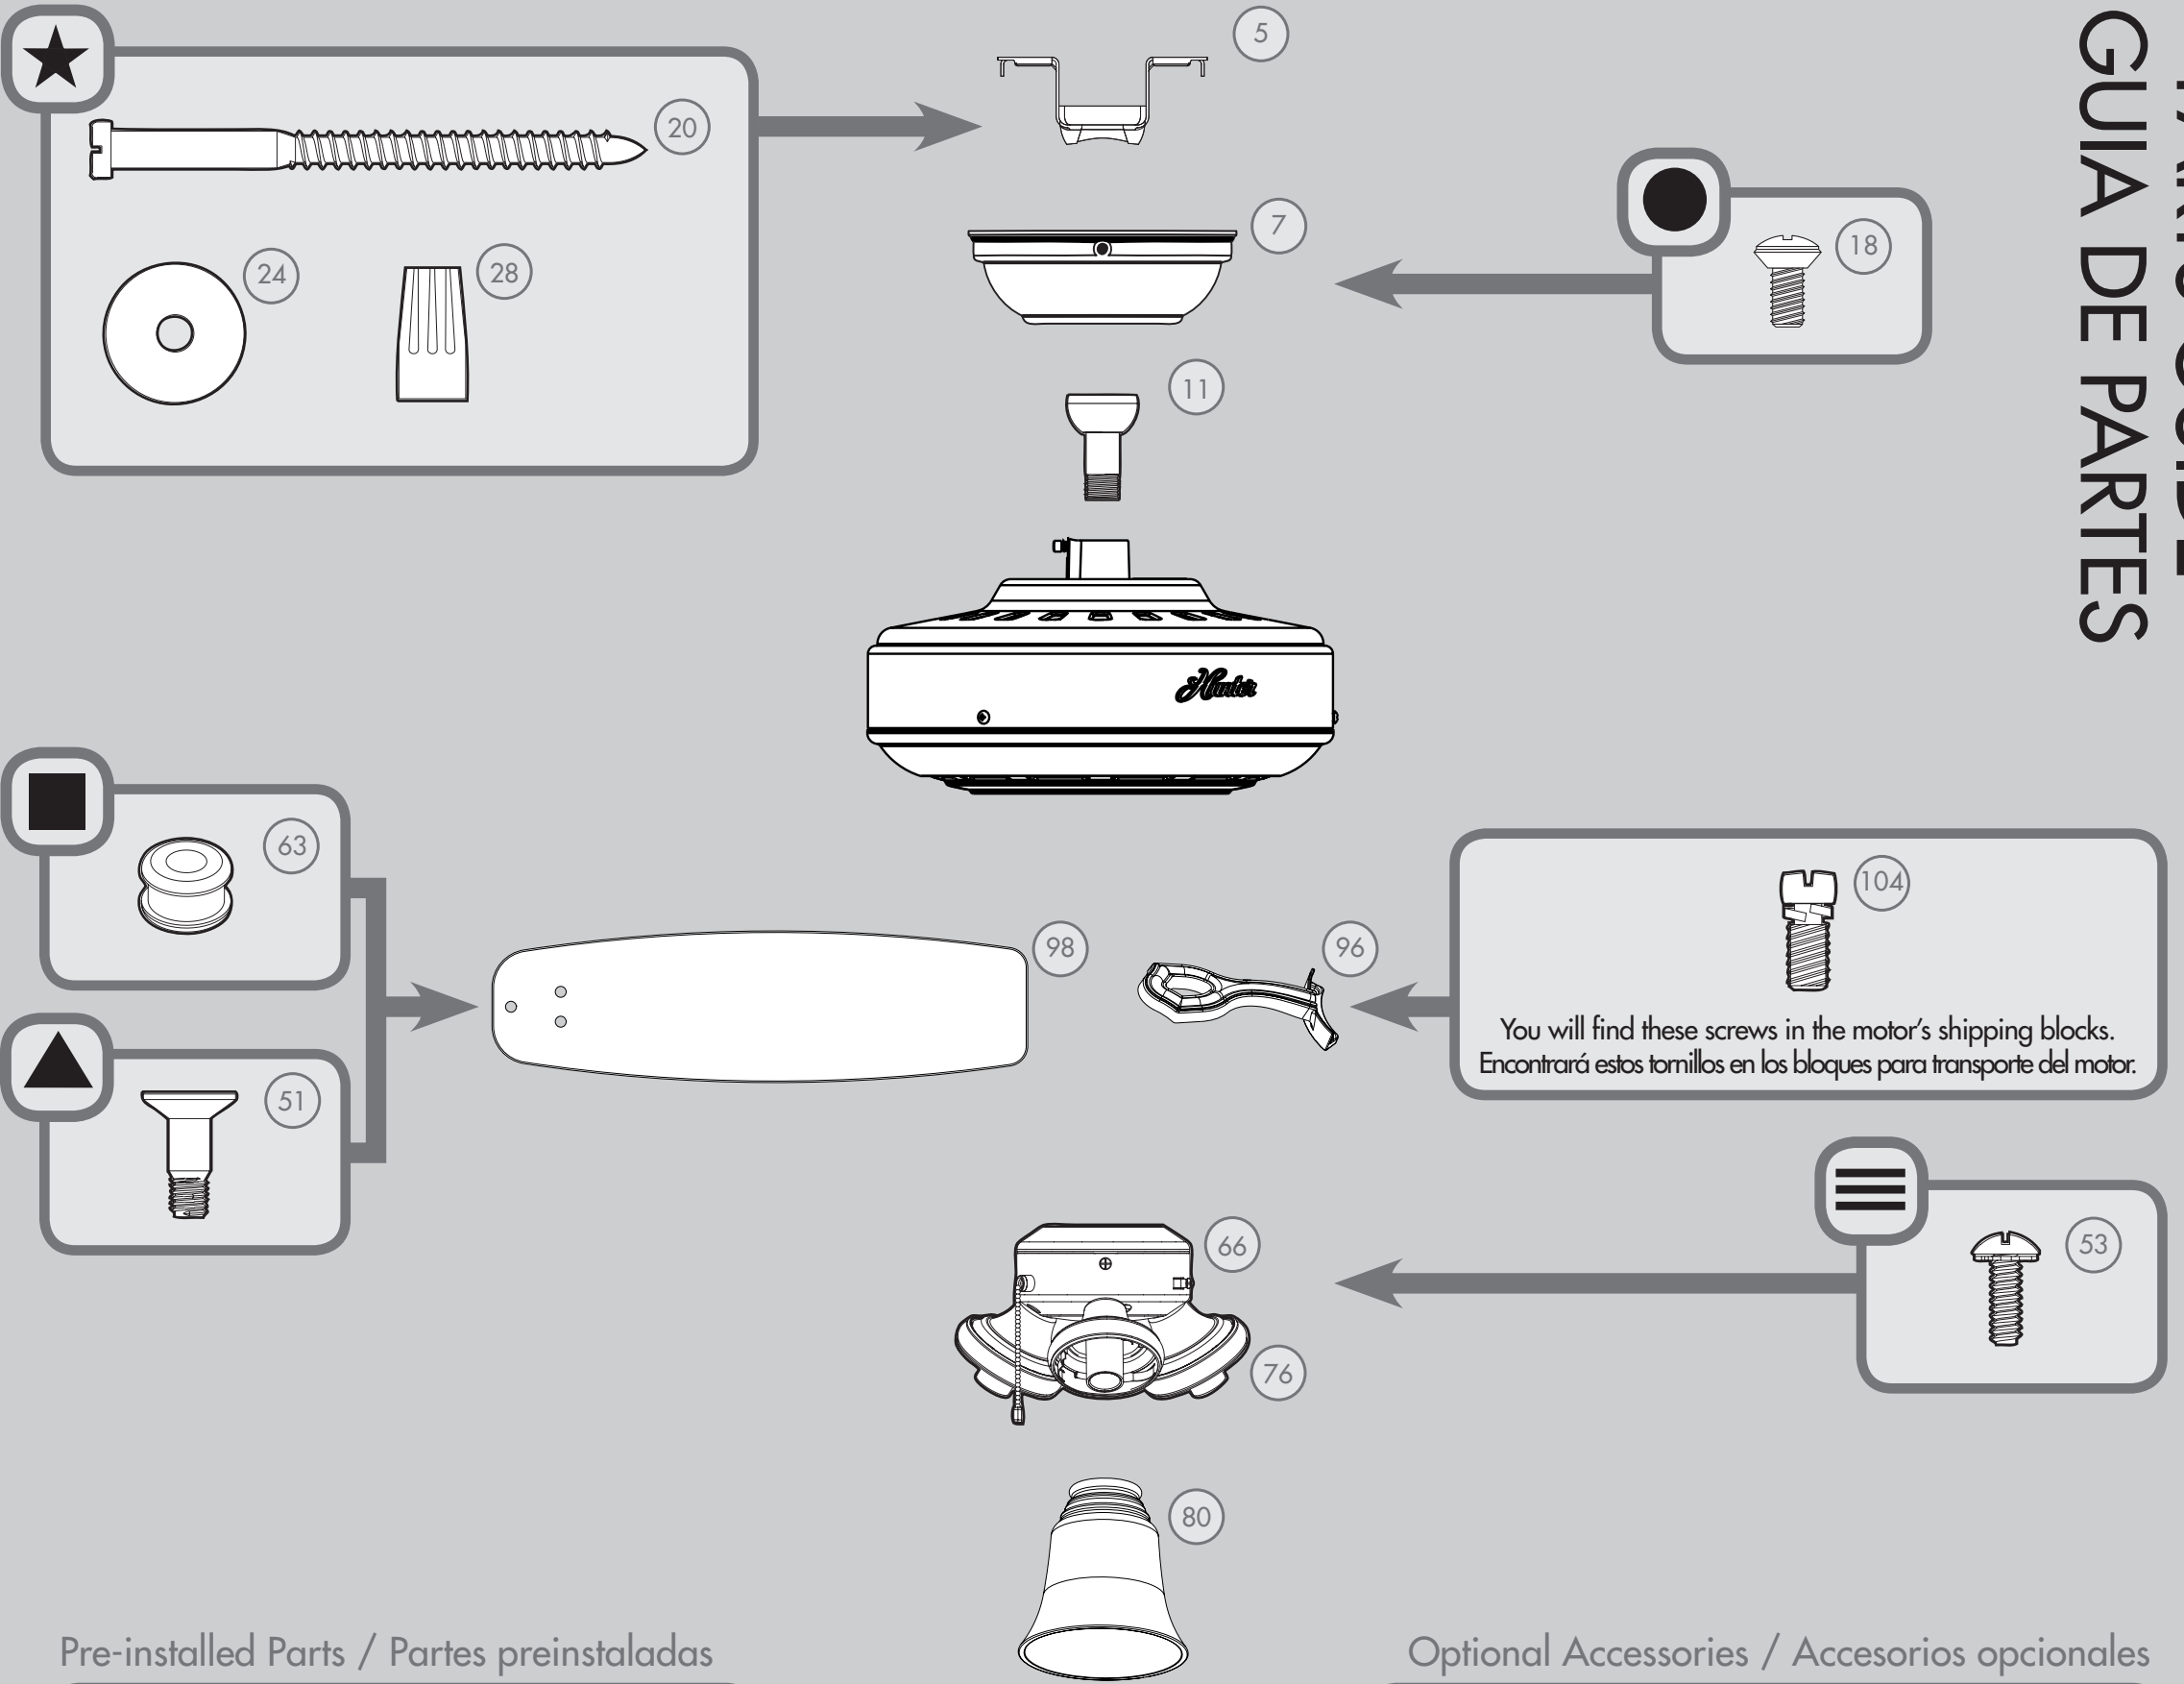 GUIA DE PARTES
5
20
7
18
24
28
11
Hunter
63
98
96
104
You will find these screws in the motor’s shipping blocks.
Encontrará estos tornillos en los bloques para transporte del motor.
51
66
53
76
80
Pre-installed Parts / Partes preinstaladas
Optional Accessories / Accesorios opcionales